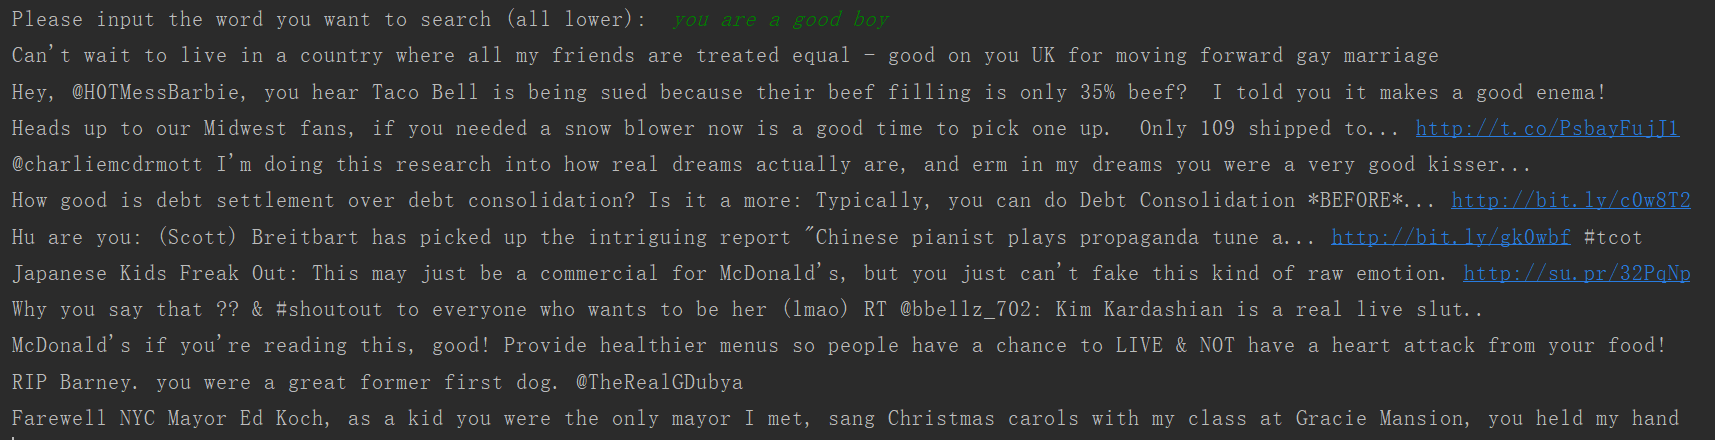 Please input the word you want to search (all lower):  you are a good boy
Can't wait to live in a country where all my friends are treated equal - good on you UK for moving forward gay marriage
Hey, @HOTMessBarbie, you hear Taco Bell is being sued because their beef filling is only 35% beef?  I told you it makes a good enema!
Heads up to our Midwest fans, if you needed a snow blower now is a good time to pick one up.  Only 109 shipped to... http://t.co/PsbayFujJ1
@charliemcdrmott I'm doing this research into how real dreams actually are, and erm in my dreams you were a very good kisser...
How good is debt settlement over debt consolidation? Is it a more: Typically, you can do Debt Consolidation *BEFORE*... http://bit.ly/cOw8T2
Hu are you: (Scott) Breitbart has picked up the intriguing report "Chinese pianist plays propaganda tune a... http://bit.ly/gkOwbf #tcot
Japanese Kids Freak Out: This may just be a commercial for McDonald's, but you just can't fake this kind of raw emotion. http://su.pr/32PqNp
Why you say that ?? & #shoutout to everyone who wants to be her (lmao) RT @bbellz_702: Kim Kardashian is a real live slut..
McDonald's if you're reading this, good! Provide healthier menus so people have a chance to LIVE & NOT have a heart attack from your food!
RIP Barney. you were a great former first dog. @TheRealGDubya
Farewell NYC Mayor Ed Koch, as a kid you were the only mayor I met, sang Christmas carols with my class at Gracie Mansion, you held my hand